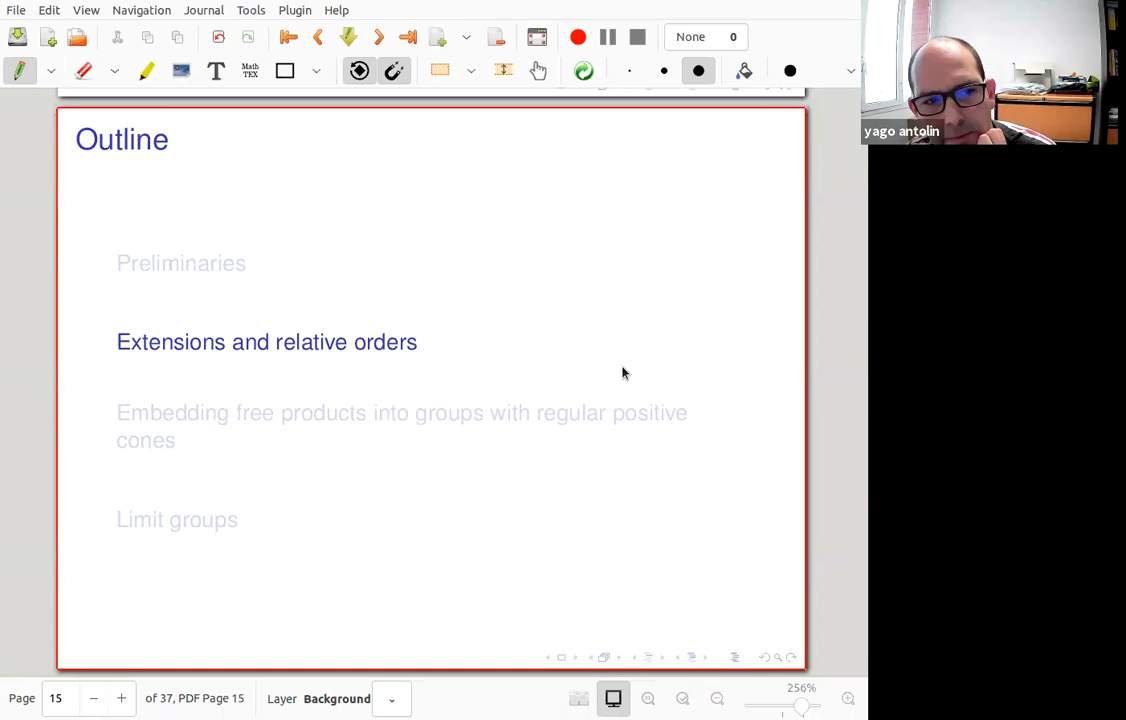 File Edit View Navigation Journal Tools Plugin Help
None 0
T Math TEX
yago antolin
Outline
Preliminaries
Extensions and relative orders
Embedding free products into groups with regular positive
cones
Limit groups
Page 15 of 37, PDF Page 15 Layer Background 256%